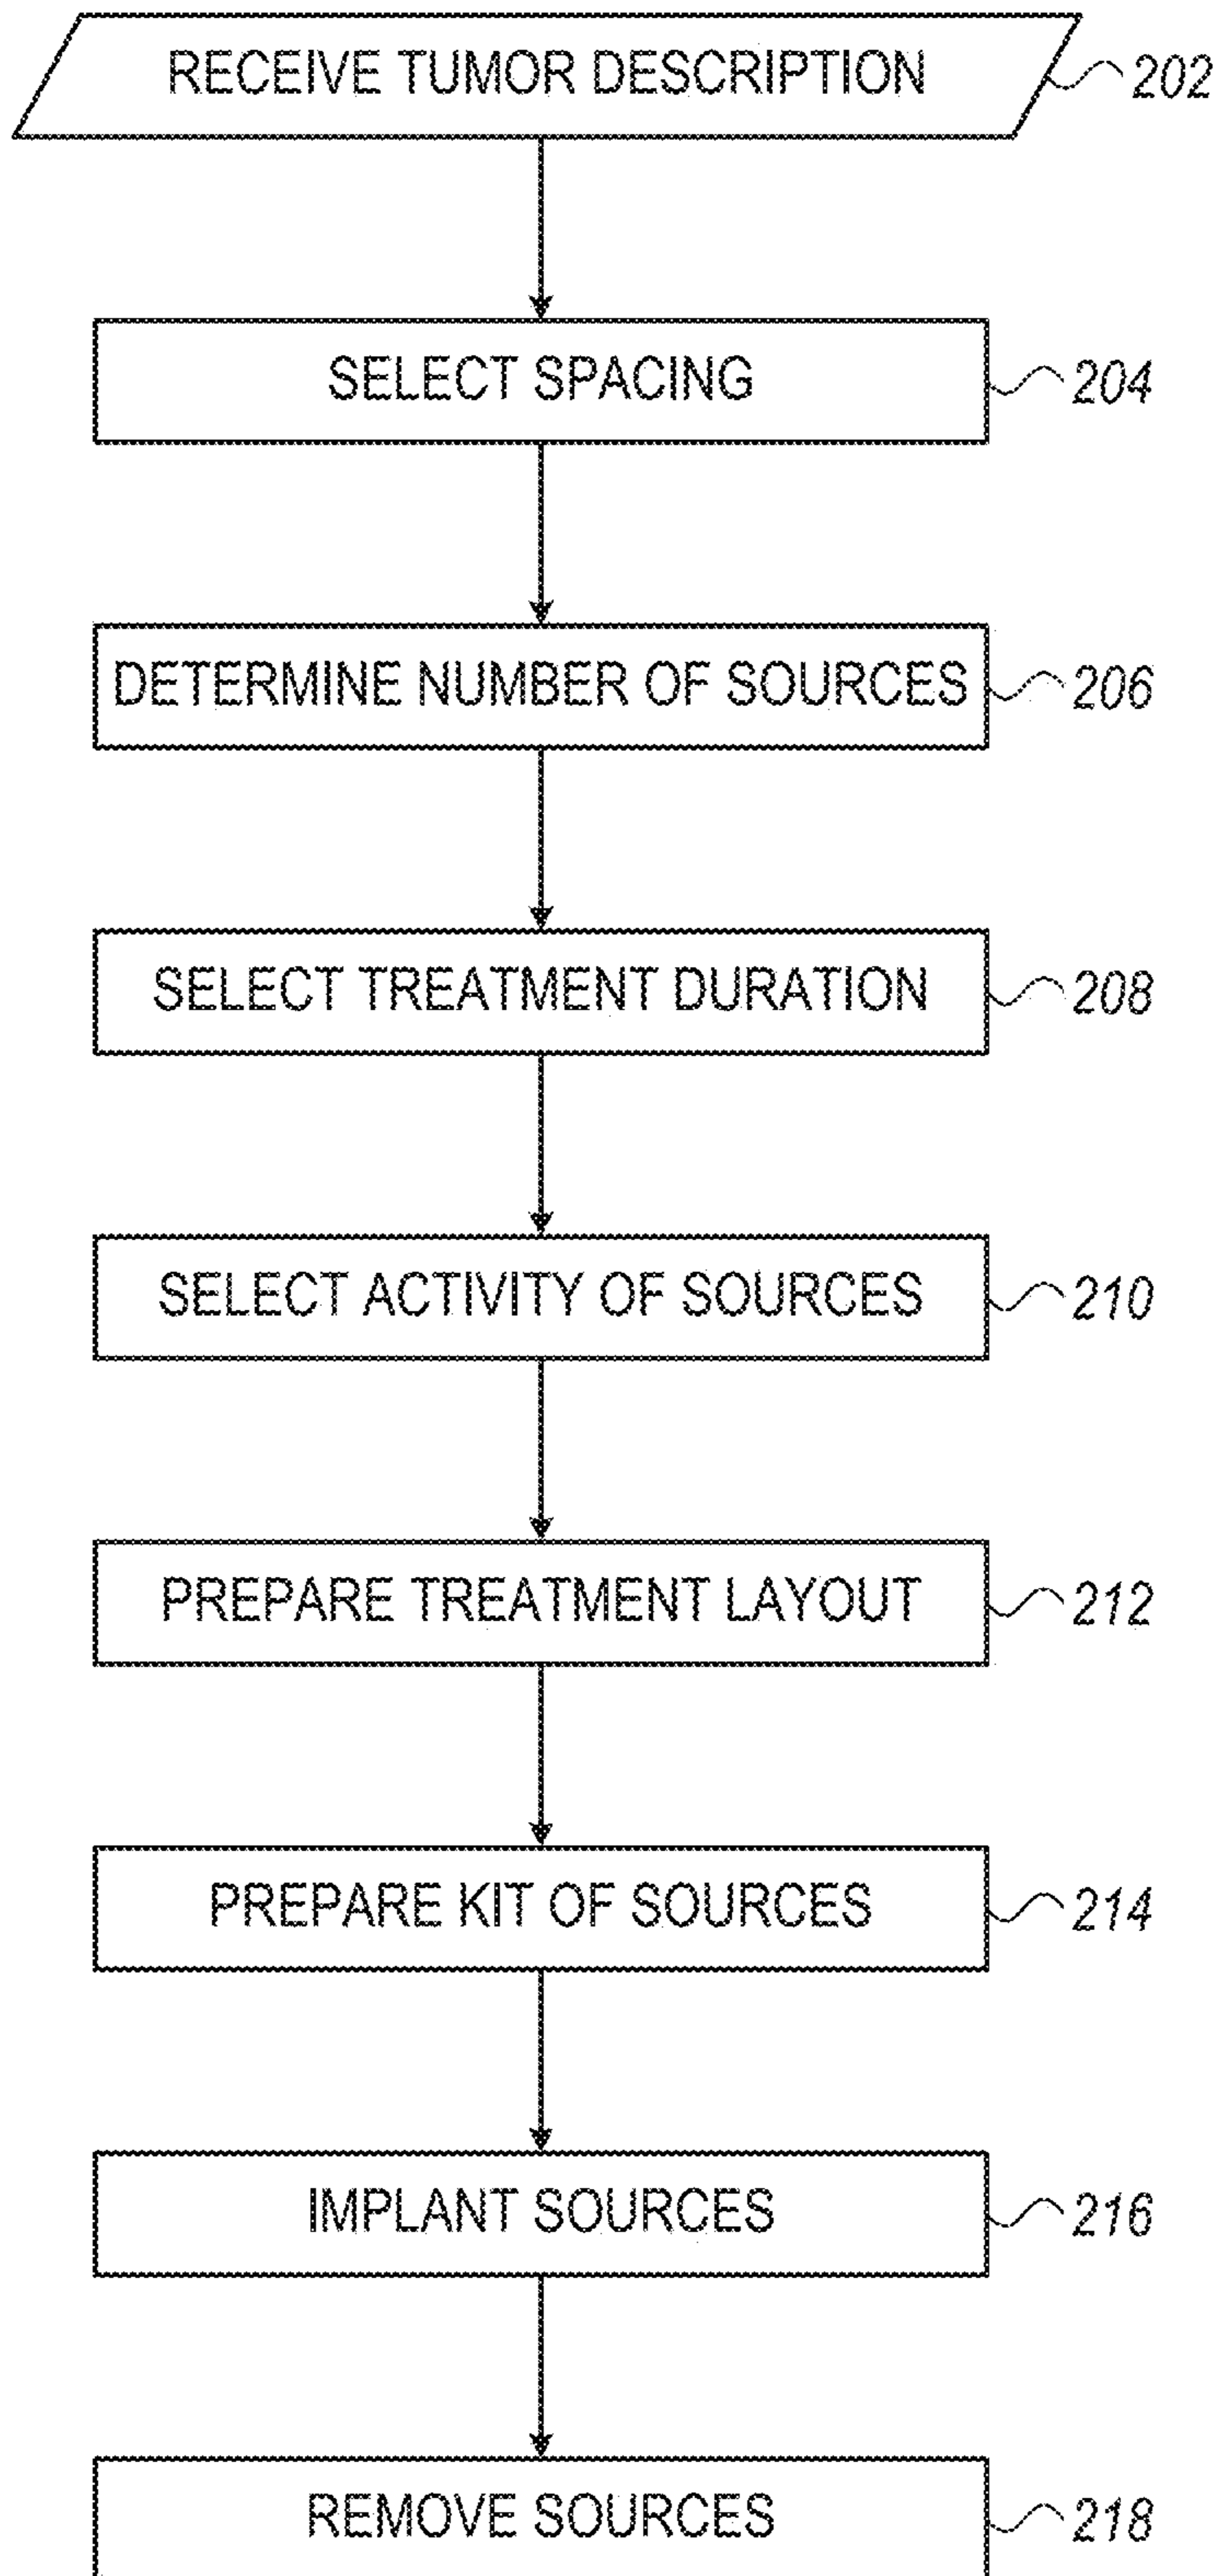 RECEIVE TUMOR DESCRIPTION 202
SELECT SPACING 204
DETERMINE NUMBER OF SOURCES 206
SELECT TREATMENT DURATION 208
SELECT ACTIVITY OF SOURCES 210
PREPARE TREATMENT LAYOUT 212
PREPARE KIT OF SOURCES 214
IMPLANT SOURCES 216
REMOVE SOURCES 218